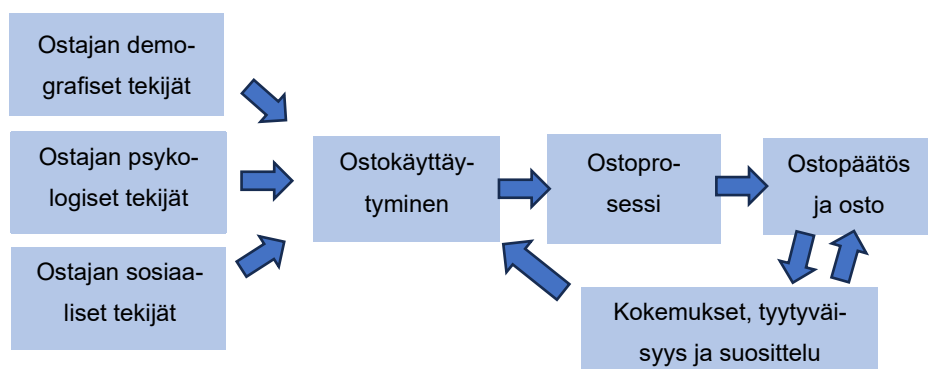 Ostajan demo-
grafiset tekijät
Ostajan psyko-
logiset tekijät
Ostajan sosiaa-
liset tekijät
Ostokäyttäy-
tyminen
Ostopro-
sessi
Ostopäätös
ja osto
Kokemukset, tyytyväi-
syys ja suosittelu